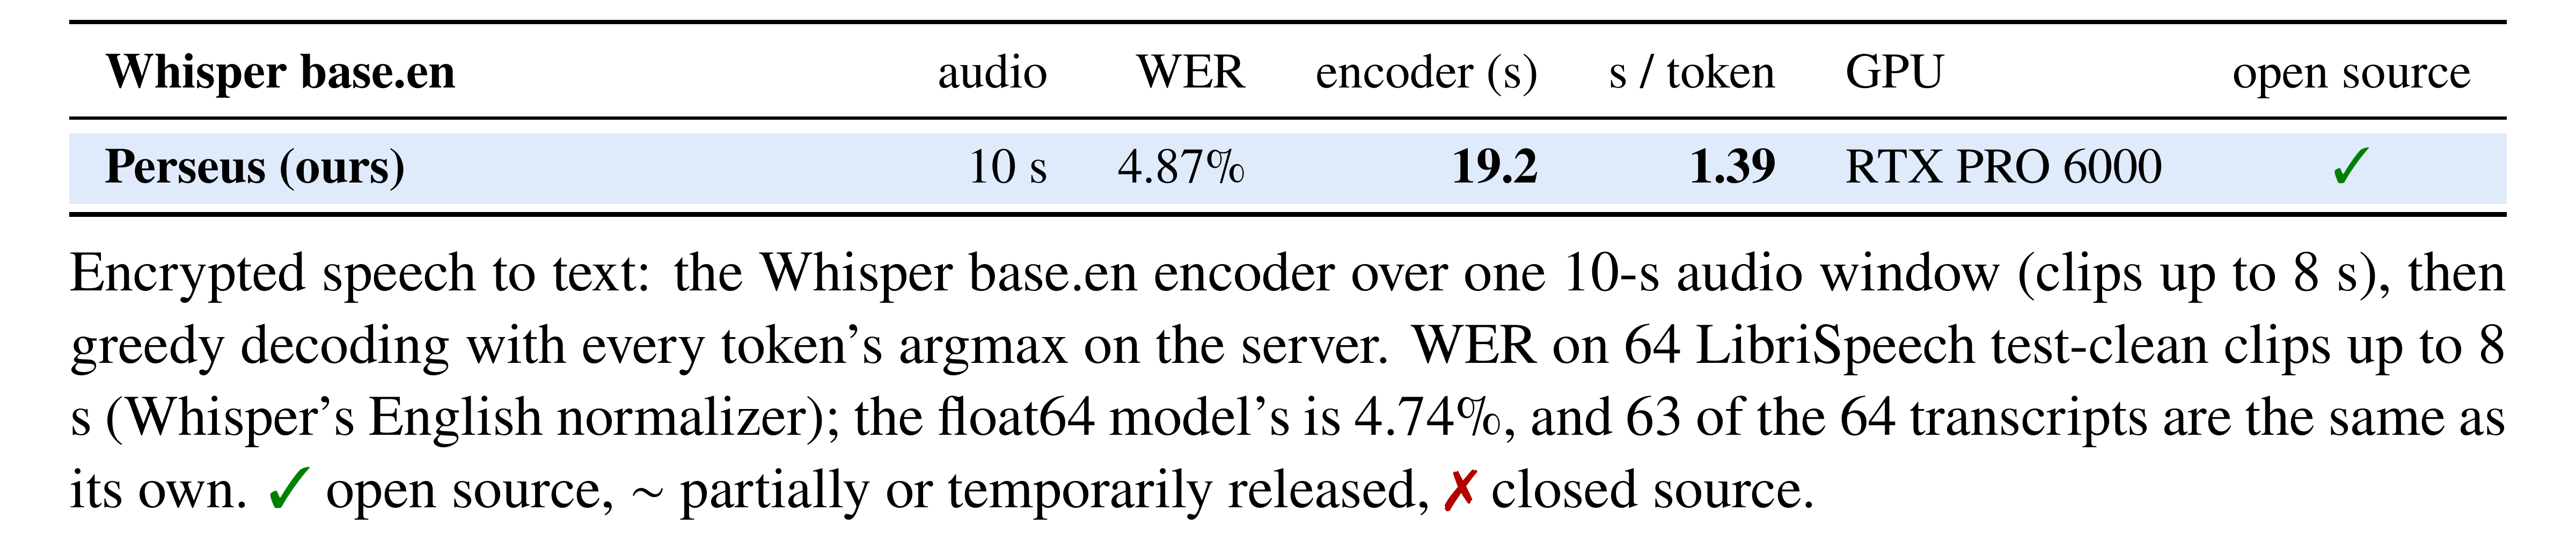 Whisper base.en audio WER encoder (s) s / token GPU open source
Perseus (ours) 10 s 4.87% 19.2 1.39 RTX PRO 6000 ✓
Encrypted speech to text: the Whisper base.en encoder over one 10-s audio window (clips up to 8 s), then
greedy decoding with every token’s argmax on the server. WER on 64 LibriSpeech test-clean clips up to 8
s (Whisper’s English normalizer); the float64 model’s is 4.74%, and 63 of the 64 transcripts are the same as
its own. ✓ open source, ~ partially or temporarily released, ✗ closed source.